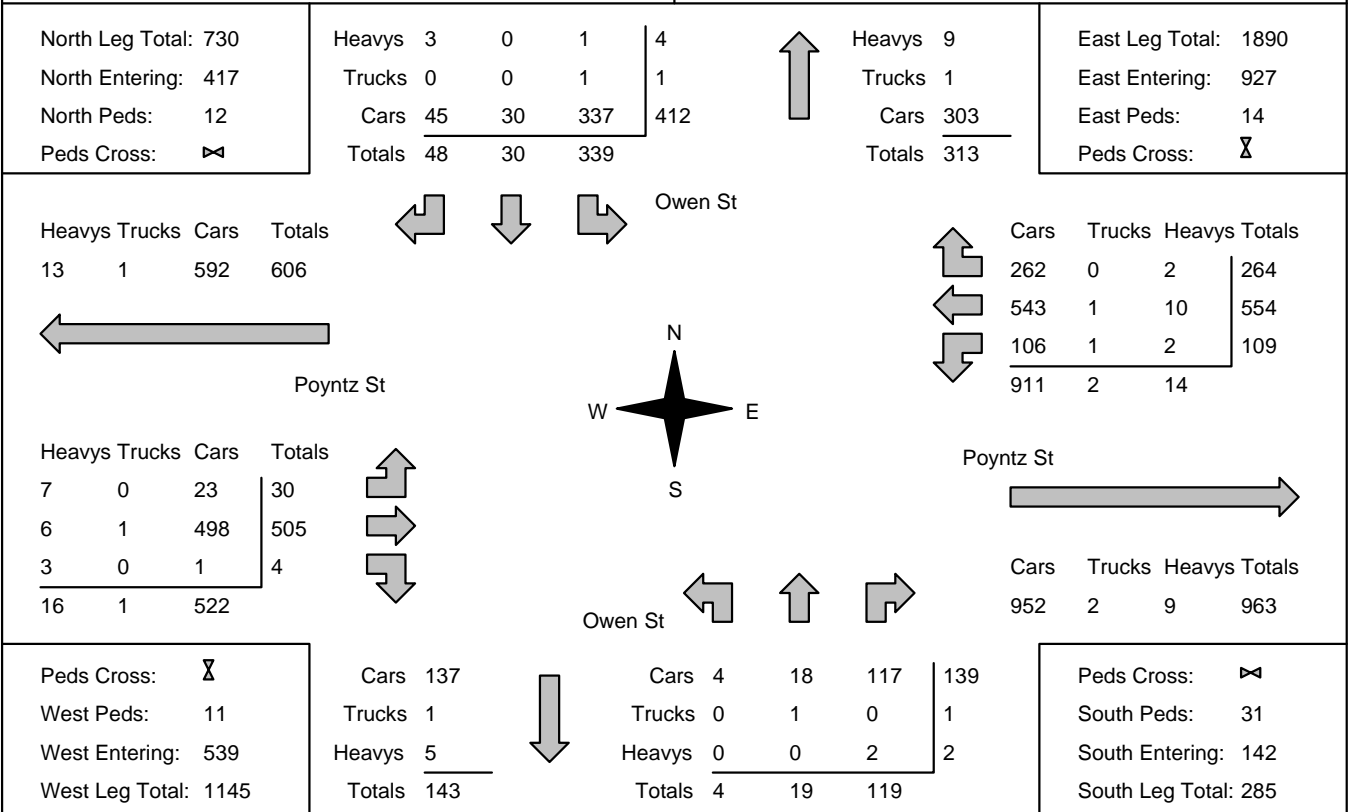 North Leg Total: 730
North Entering: 417
North Peds: 12
Peds Cross:
Heavys 3 0 1 4
Trucks 0 0 1 1
Cars 45 30 337 412
Totals 48 30 339
Heavys 9
Trucks 1
Cars 303
Totals 313
East Leg Total: 1890
East Entering: 927
East Peds: 14
Peds Cross:
Owen St
Heavys Trucks Cars Totals
13 1 592 606
Cars Trucks Heavys Totals
262 0 2 264
543 1 10 554
106 1 2 109
911 2 14
Poyntz St
N
W E
S
Heavys Trucks Cars Totals
7 0 23 30
6 1 498 505
3 0 1 4
16 1 522
Poyntz St
Cars Trucks Heavys Totals
952 2 9 963
Owen St
Peds Cross:
West Peds: 11
West Entering: 539
West Leg Total: 1145
Cars 137
Trucks 1
Heavys 5
Totals 143
Cars 4 18 117 139
Trucks 0 1 0 1
Heavys 0 0 2 2
Totals 4 19 119
Peds Cross:
South Peds: 31
South Entering: 142
South Leg Total: 285